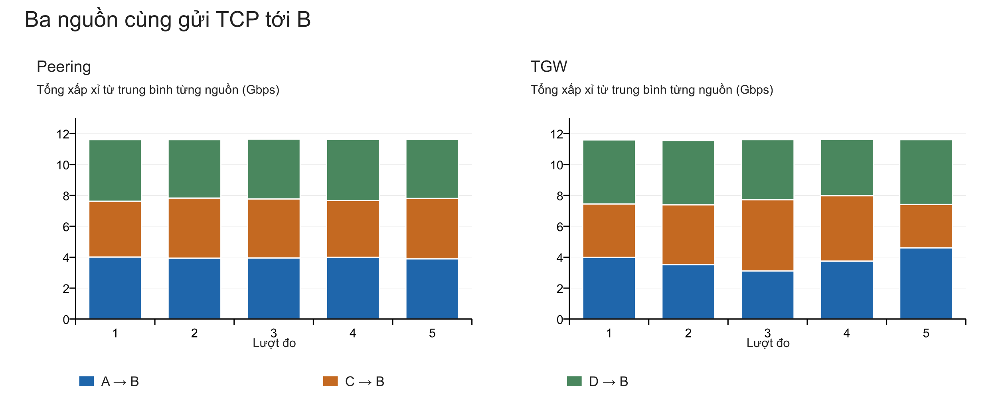 Ba nguồn cùng gửi TCP tới B
Peering
Tổng xấp xỉ từ trung bình từng nguồn (Gbps)
12
10
8
6
4
2
0
1 2 3 4 5
Lượt đo
TGW
Tổng xấp xỉ từ trung bình từng nguồn (Gbps)
12
10
8
6
4
2
0
1 2 3 4 5
Lượt đo
A → B C → B D → B